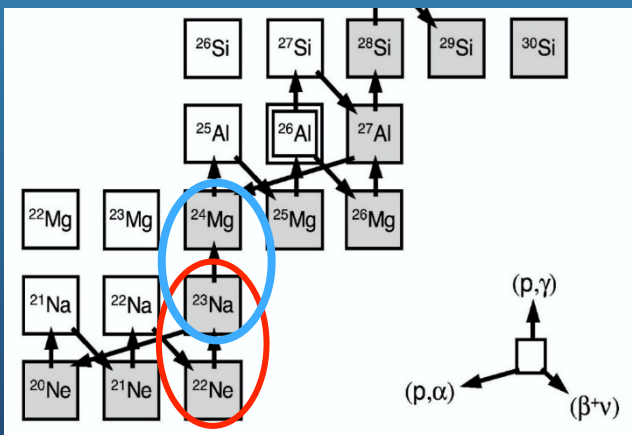 ²⁶Si ²⁷Si ²⁸Si ²⁹Si ³⁰Si
²⁵Al ²⁶Al ²⁷Al
²²Mg ²³Mg ²⁴Mg ²⁵Mg ²⁶Mg
²¹Na ²²Na ²³Na
(p,γ)
²⁰Ne ²¹Ne ²²Ne
(p,α) (β⁺ν)